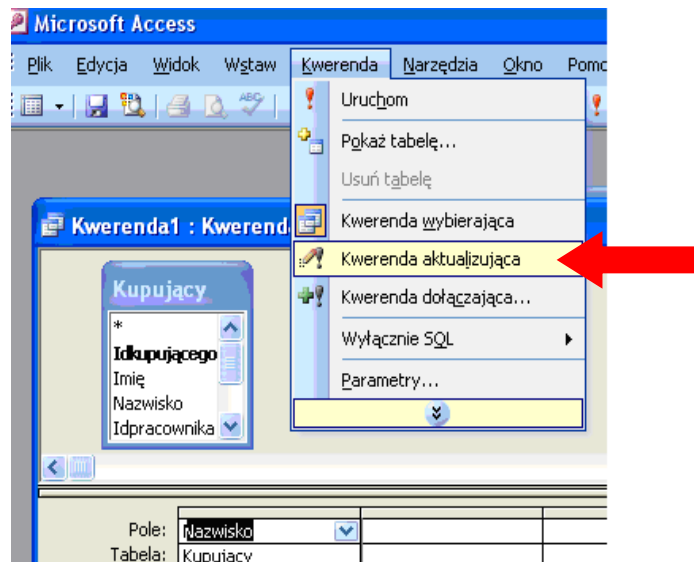 Microsoft Access
Plik Edycja Widok Wstaw Kwerenda Narzędzia Okno
Uruchom
Pokaż tabelę...
Usuń tabelę
Kwerenda1 : Kwerend
Kwerenda wybierająca
Kwerenda aktualizująca
Kwerenda dołączająca...
Wyłącznie SQL
Parametry...
Kupujący
*
Idkupującego
Imię
Nazwisko
Idpracownika
Pole: Nazwisko
Tabela: Kupujący